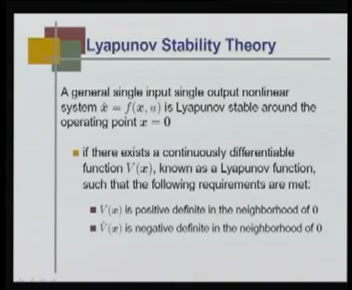 Lyapunov Stability Theory
A general single input single output nonlinear
system ẋ = f(x, u) is Lyapunov stable around the
operating point x = 0
if there exists a continuously differentiable
function V(x), known as a Lyapunov function,
such that the following requirements are met:
V(x) is positive definite in the neighborhood of 0
V̇(x) is negative definite in the neighborhood of 0